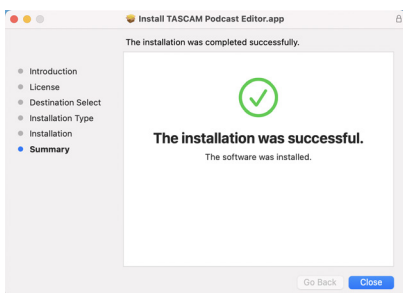 Install TASCAM Podcast Editor.app
The installation was completed successfully.
Introduction
License
Destination Select
Installation Type
Installation
Summary
The installation was successful.
The software was installed.
Go Back
Close